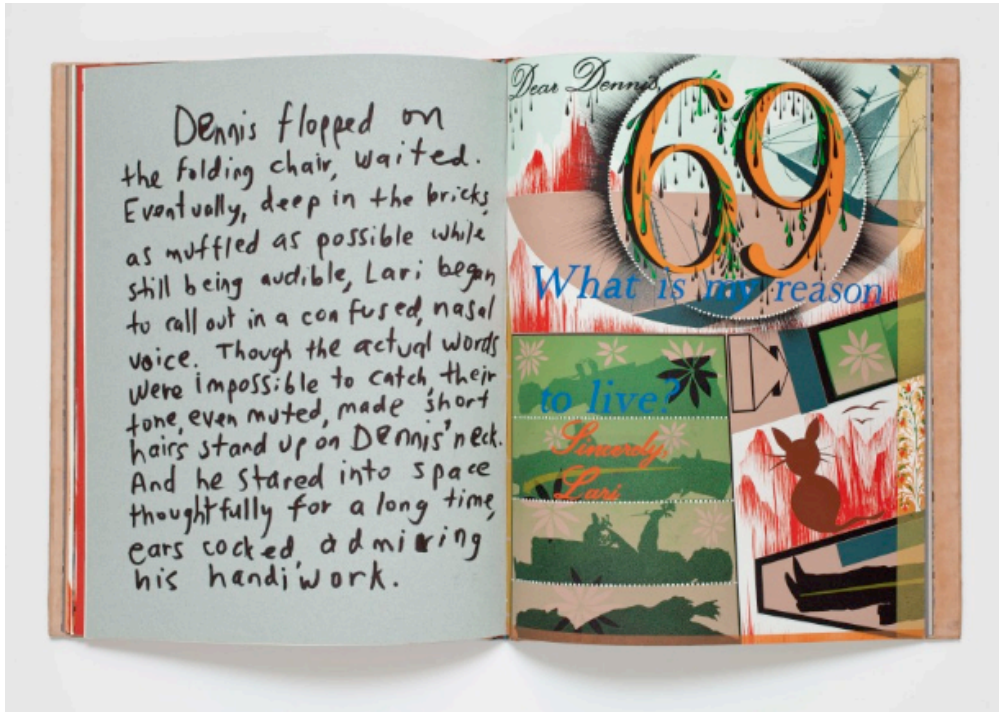 Dennis flopped on
the folding chair, waited.
Eventually, deep in the bricks,
as muffled as possible while
still being audible, Lari began
to call out in a confused, nasal
voice. Though the actual words
were impossible to catch, their
tone, even muted, made short
hairs stand up on Dennis' neck.
And he stared into space
thoughtfully for a long time,
ears cocked, admiring
his handiwork.
Dear Dennis,
69
What is my reason
to live?
Sincerely,
Lari